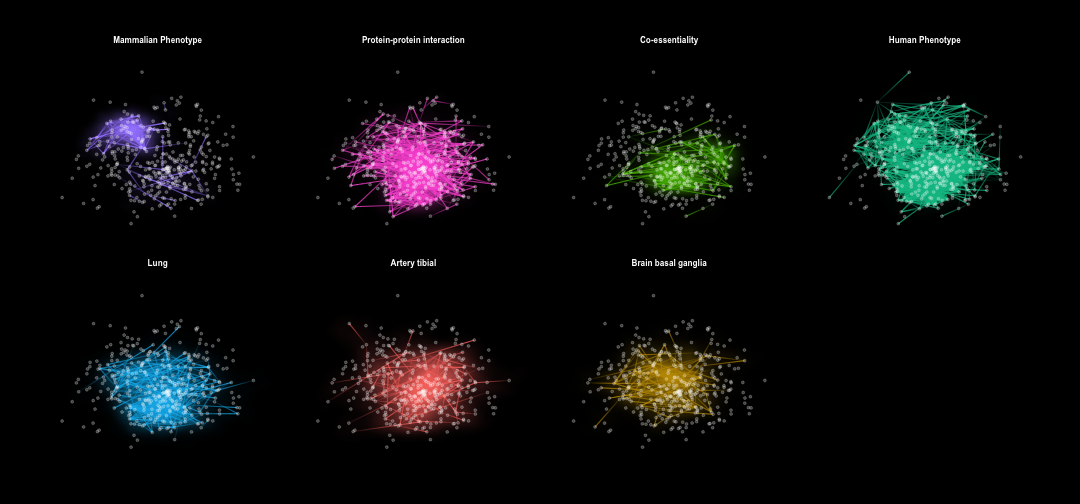 Mammalian Phenotype
Protein-protein interaction
Co-essentiality
Human Phenotype
Lung
Artery tibial
Brain basal ganglia